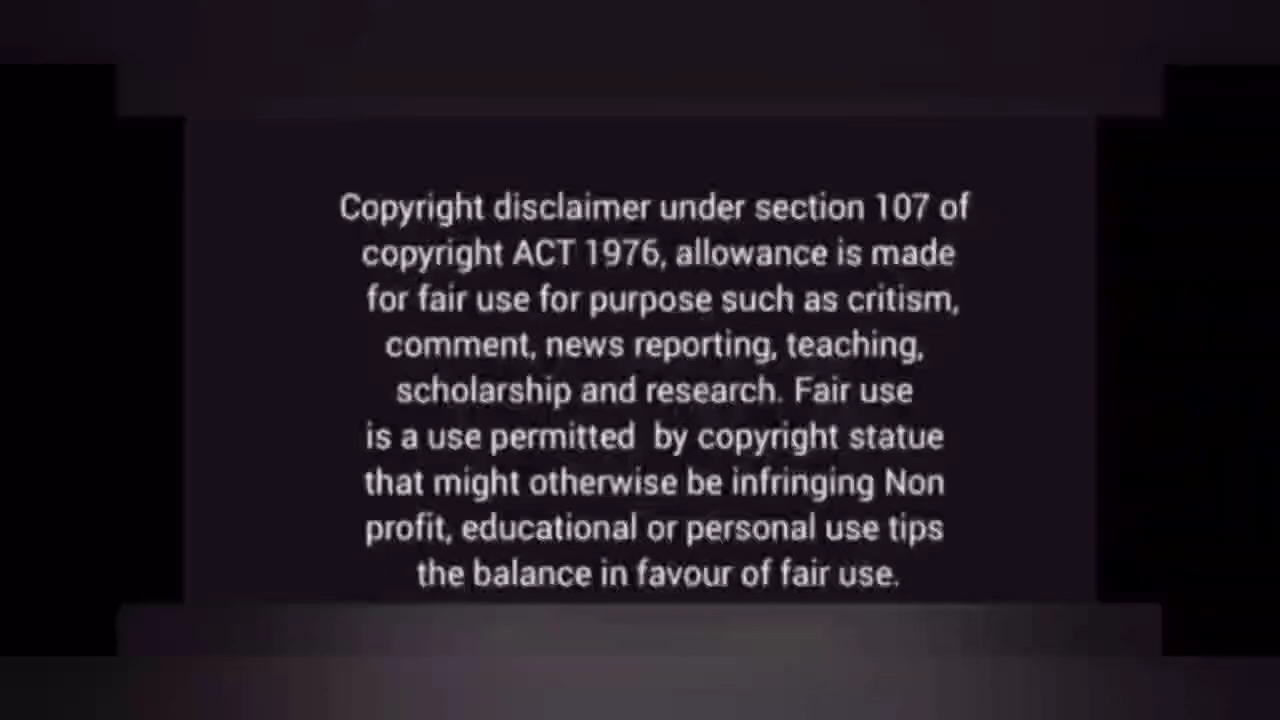 Copyright disclaimer under section 107 of
copyright ACT 1976, allowance is made
for fair use for purpose such as critism,
comment, news reporting, teaching,
scholarship and research. Fair use
is a use permitted by copyright statue
that might otherwise be infringing Non
profit, educational or personal use tips
the balance in favour of fair use.